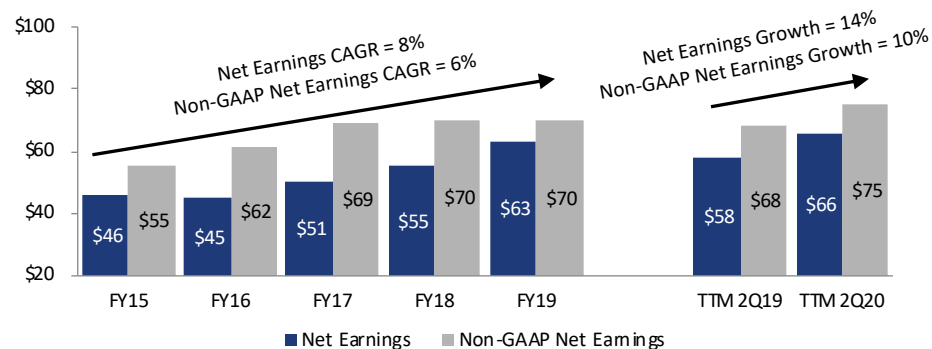 $100
$80
$60
$40
$20
Net Earnings CAGR = 8%
Non-GAAP Net Earnings CAGR = 6%
Net Earnings Growth = 14%
Non-GAAP Net Earnings Growth = 10%
$46
$55
$45
$62
$51
$69
$55
$70
$63
$70
$58
$68
$66
$75
FY15
FY16
FY17
FY18
FY19
TTM 2Q19
TTM 2Q20
Net Earnings
Non-GAAP Net Earnings